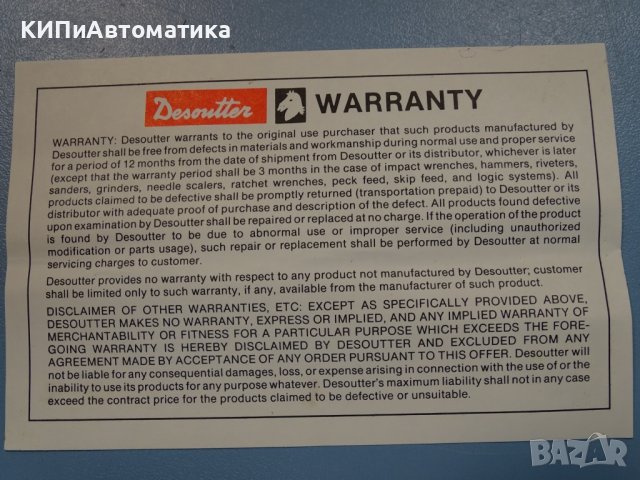 КИПиАвтоматика
Desoutter WARRANTY
WARRANTY: Desoutter warrants to the original use purchaser that such products manufactured by
Desoutter shall be free from defects in materials and workmanship during normal use and proper service
for a period of 12 months from the date of shipment from Desoutter or its distributor, whichever is later
(except that the warranty period shall be 3 months in the case of impact wrenches, hammers, riveters,
sanders, grinders, needle scalers, ratchet wrenches, peck feed, skip feed, and logic systems). All
products claimed to be defective shall be promptly returned (transportation prepaid) to Desoutter or its
distributor with adequate proof of purchase and description of the defect. All products found defective
upon examination by Desoutter shall be repaired or replaced at no charge. If the operation of the product
is found by Desoutter to be due to abnormal use or improper service (including unauthorized
modification or parts usage), such repair or replacement shall be performed by Desoutter at normal
servicing charges to customer.
Desoutter provides no warranty with respect to any product not manufactured by Desoutter; customer
shall be limited only to such warranty, if any, available from the manufacturer of such product.
DISCLAIMER OF OTHER WARRANTIES, ETC: EXCEPT AS SPECIFICALLY PROVIDED ABOVE,
DESOUTTER MAKES NO WARRANTY, EXPRESS OR IMPLIED, AND ANY IMPLIED WARRANTY OF
MERCHANTABILITY OR FITNESS FOR A PARTICULAR PURPOSE WHICH EXCEEDS THE FORE-
GOING WARRANTY IS HEREBY DISCLAIMED BY DESOUTTER AND EXCLUDED FROM ANY
AGREEMENT MADE BY ACCEPTANCE OF ANY ORDER PURSUANT TO THIS OFFER. Desoutter will
not be liable for any consequential damages, loss, or expense arising in connection with the use of or the
inability to use its products for any purpose whatever. Desoutter's maximum liability shall not in any case
exceed the contract price for the products claimed to be defective or unsuitable.
BAZAR